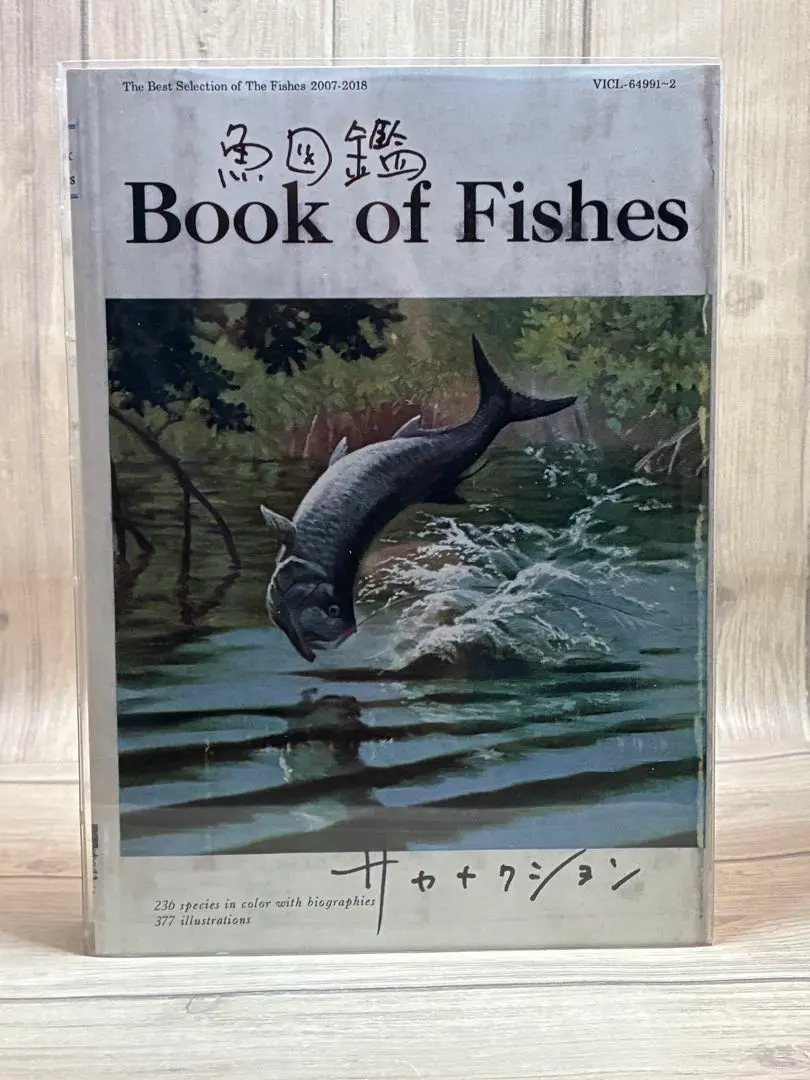 The Best Selection of The Fishes 2007-2018
VICL-64991~2
魚図鑑
Book of Fishes
サカナクション
236 species in color with biographies
377 illustrations